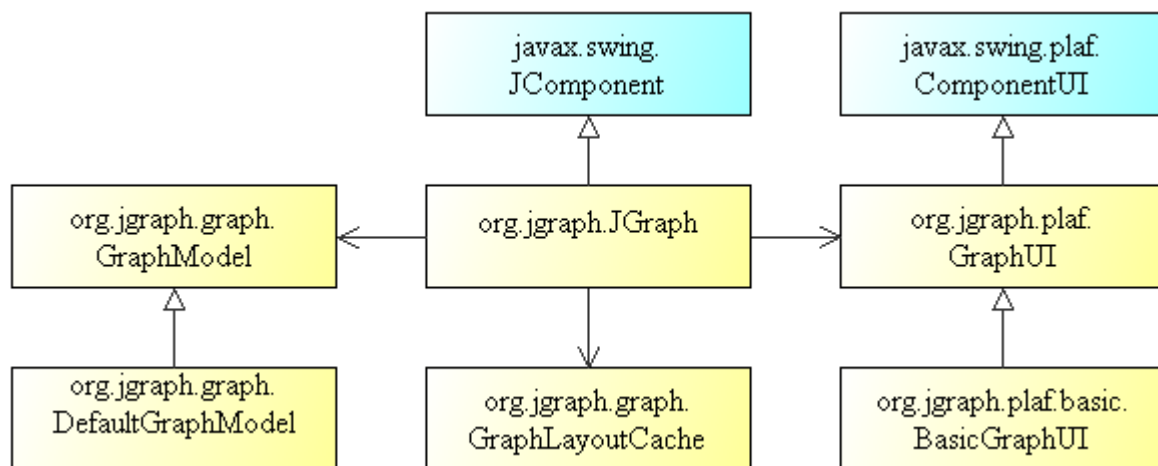 javax.swing.
JComponent
javax.swing.plaf.
ComponentUI
org.jgraph.graph.
GraphModel
org.jgraph.JGraph
org.jgraph.plaf.
GraphUI
org.jgraph.graph.
DefaultGraphModel
org.jgraph.graph.
GraphLayoutCache
org.jgraph.plaf.basic.
BasicGraphUI